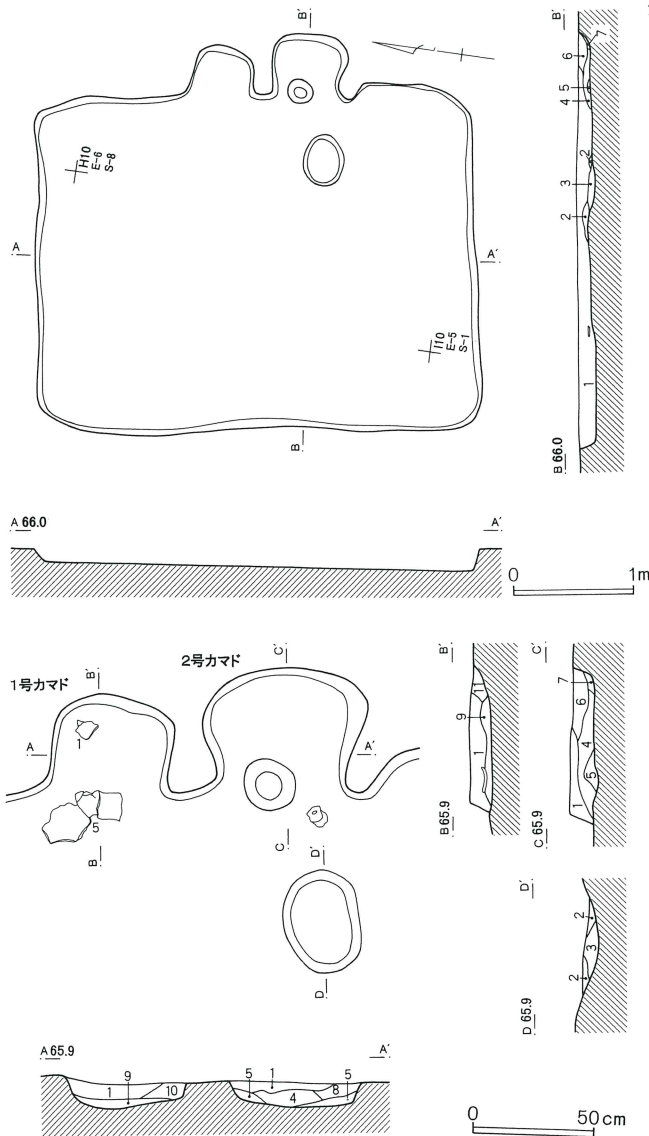 B'
H10
E-6
S-8
A
A'
I10
E-5
S-1
B
B'
7
6
5
4
2
3
2
1
B 66.0
A 66.0
A'
0
1m
1号カマド
2号カマド
B'
C'
A
A'
1
5
B
C
D'
D
B'
11
9
1
B 65.9
C'
7
6
4
5
1
C 65.9
D'
2
3
2
D 65.9
A 65.9
A'
9
1
10
5
1
4
8
5
0
50cm